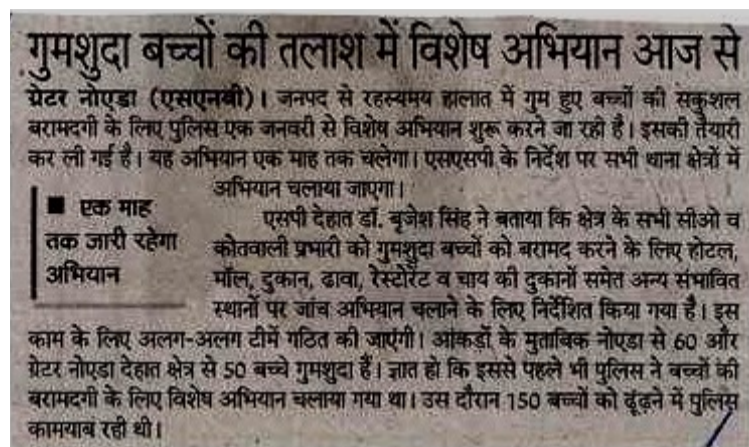 गुमशुदा बच्चों की तलाश में विशेष अभियान आज से
ग्रेटर नोएडा (एसएनबी)। जनपद से रहस्यमय हालात में गुम हुए बच्चों की सकुशल
बरामदगी के लिए पुलिस एक जनवरी से विशेष अभियान शुरू करने जा रही है। इसकी तैयारी
कर ली गई है। यह अभियान एक माह तक चलेगा। एसएसपी के निर्देश पर सभी थाना क्षेत्रों में
अभियान चलाया जाएगा।
■ एक माह
तक जारी रहेगा
अभियान
एसपी देहात डॉ. बृजेश सिंह ने बताया कि क्षेत्र के सभी सीओ व
कोतवाली प्रभारी को गुमशुदा बच्चों को बरामद करने के लिए होटल,
मॉल, दुकान, ढावा, रेस्टोरेंट व चाय की दुकानों समेत अन्य संभावित
स्थानों पर जांच अभियान चलाने के लिए निर्देशित किया गया है। इस
काम के लिए अलग-अलग टीमें गठित की जाएंगी। आंकड़ों के मुताबिक नोएडा से 60 और
ग्रेटर नोएडा देहात क्षेत्र से 50 बच्चे गुमशुदा हैं। ज्ञात हो कि इससे पहले भी पुलिस ने बच्चों की
बरामदगी के लिए विशेष अभियान चलाया गया था। उस दौरान 150 बच्चों को ढूंढ़ने में पुलिस
कामयाब रही थी।